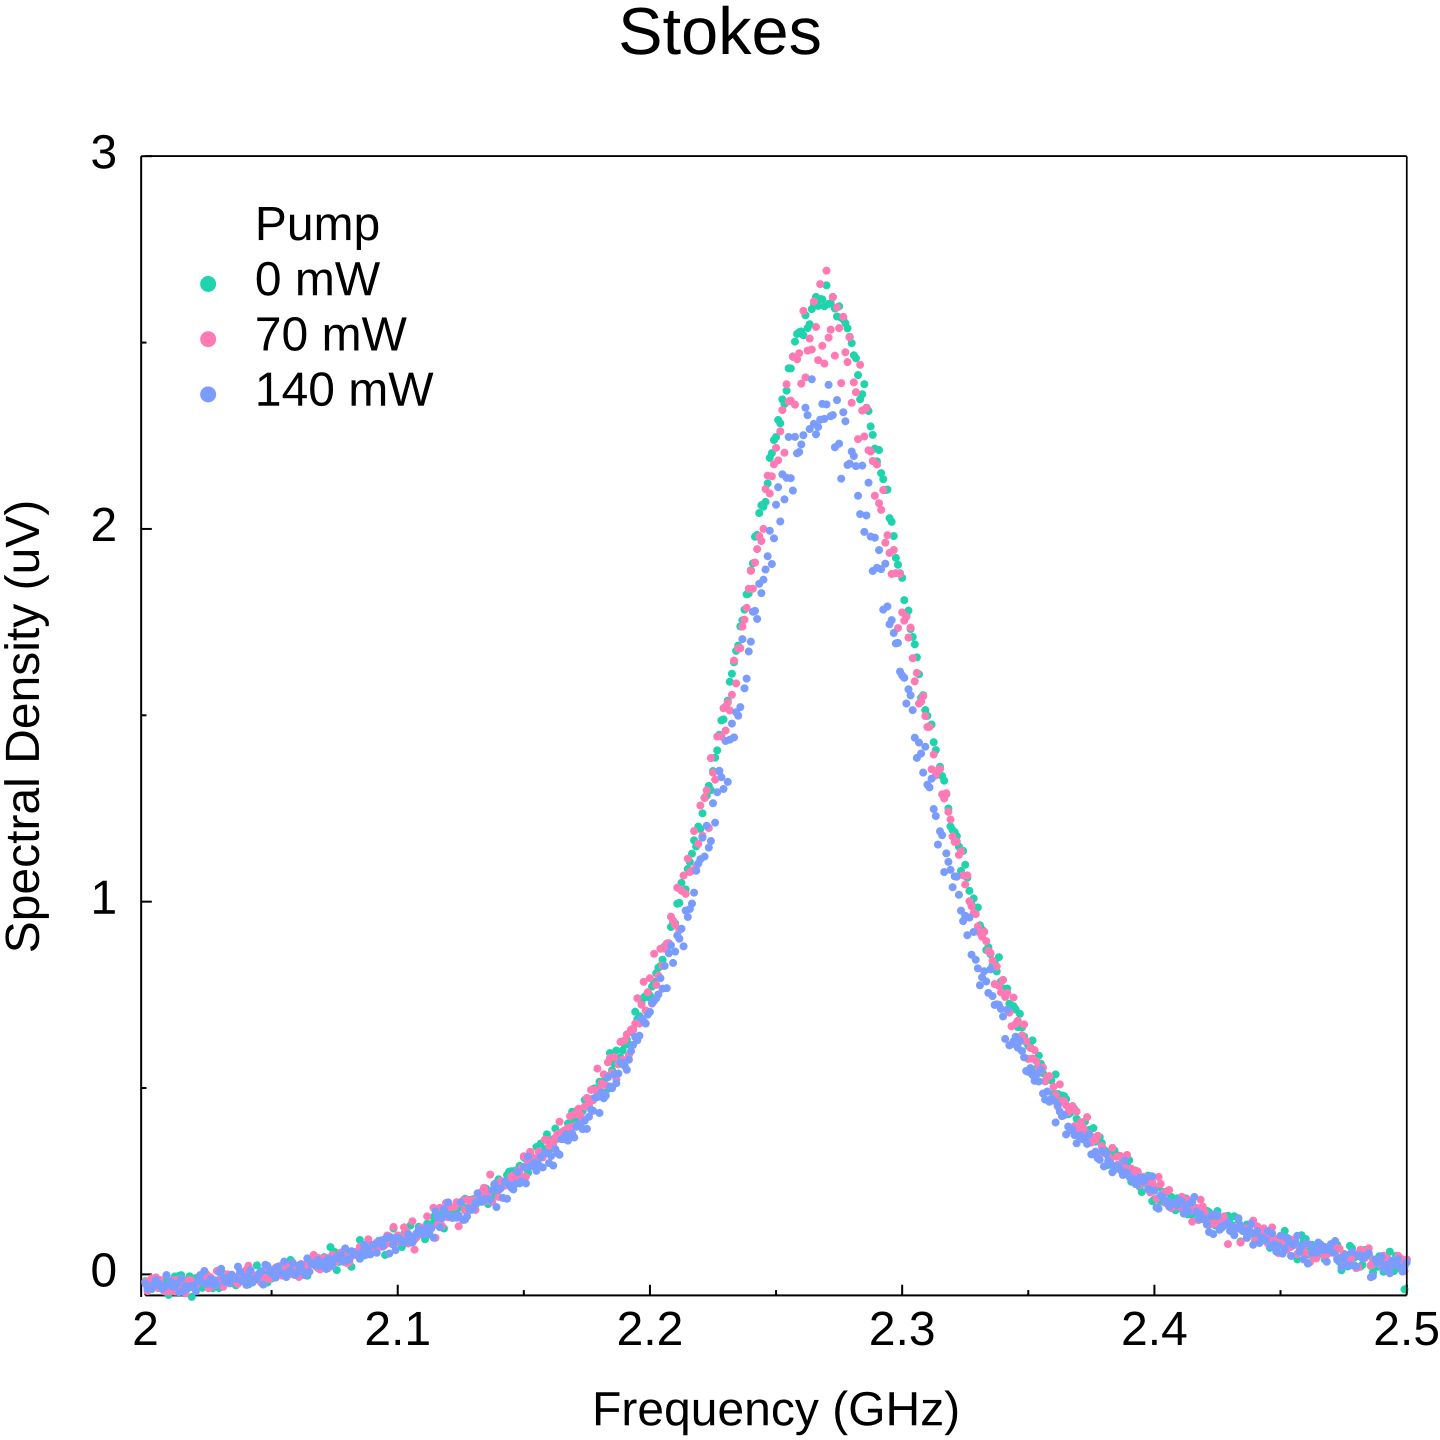 Stokes
3
Pump
0 mW
70 mW
140 mW
2
1
0
Spectral Density (uV)
2 2.1 2.2 2.3 2.4 2.5
Frequency (GHz)